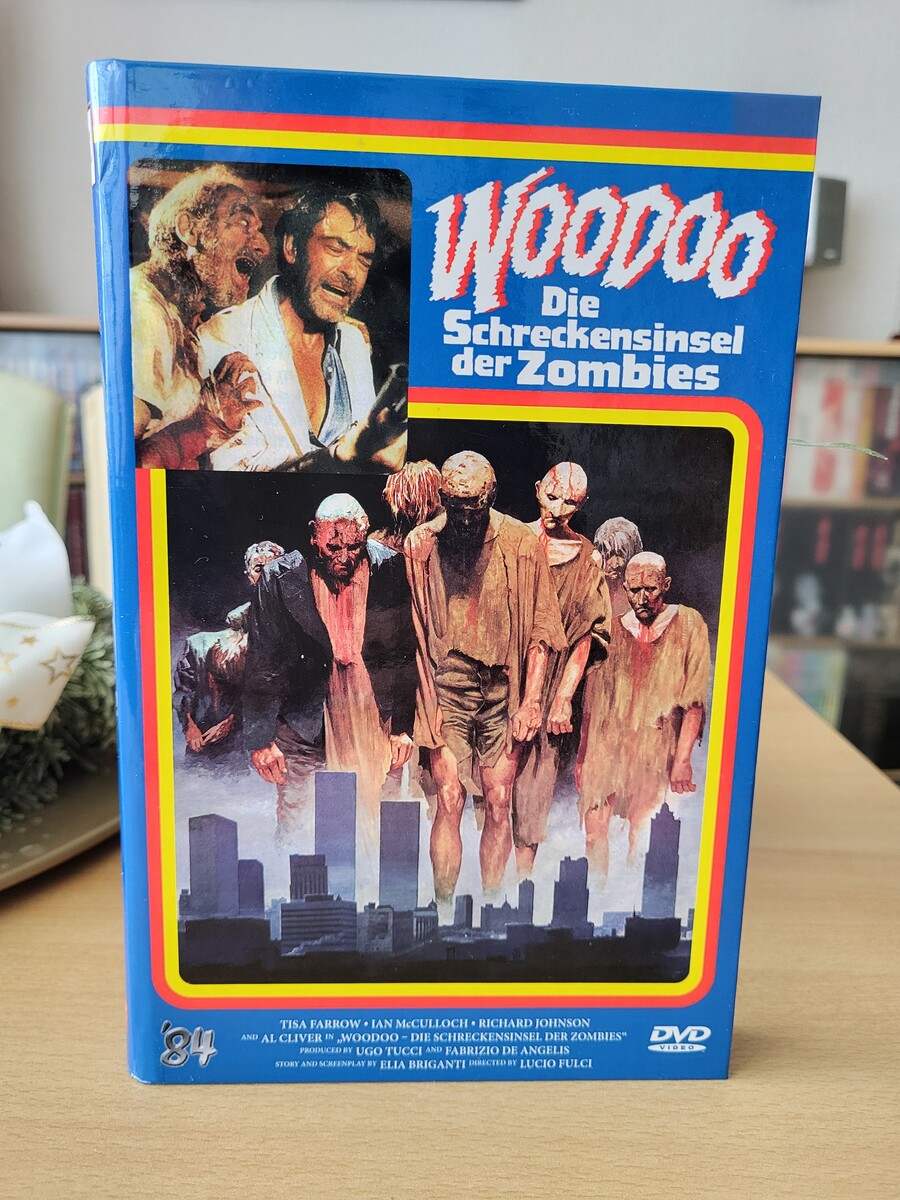 WOODOO
Die
Schreckensinsel
der Zombies
TISA FARROW • IAN McCULLOCH • RICHARD JOHNSON
AND AL CLIVER IN „WOODOO – DIE SCHRECKENSINSEL DER ZOMBIES"
PRODUCED BY UGO TUCCI AND FABRIZIO DE ANGELIS
STORY AND SCREENPLAY BY ELIA BRIGANTI DIRECTED BY LUCIO FULCI
'84
DVD
VIDEO